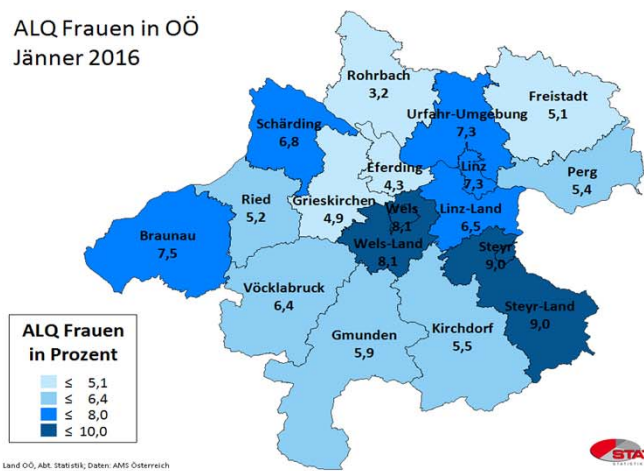 ALQ Frauen in OÖ
Jänner 2016
Rohrbach
3,2
Freistadt
5,1
Urfahr-Umgebung
7,3
Schärding
6,8
Linz
7,3
Eferding
4,3
Perg
5,4
Ried
5,2
Grieskirchen
4,9
Wels
8,1
Linz-Land
6,5
Braunau
7,5
Wels-Land
8,1
Steyr
9,0
Vöcklabruck
6,4
Steyr-Land
9,0
Gmunden
5,9
Kirchdorf
5,5
ALQ Frauen
in Prozent
≤ 5,1
≤ 6,4
≤ 8,0
≤ 10,0
Land OÖ, Abt. Statistik; Daten: AMS Österreich
STA